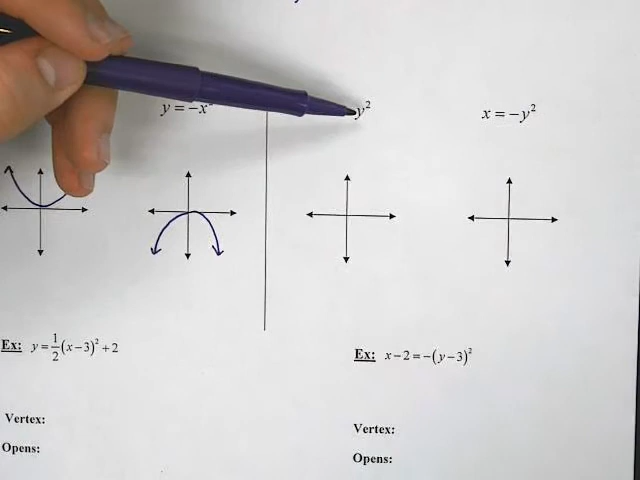 y = -x
y²
x = -y²
Ex: y = 1/2 (x-3)² + 2
Ex: x - 2 = -(y-3)²
Vertex:
Vertex:
Opens:
Opens: